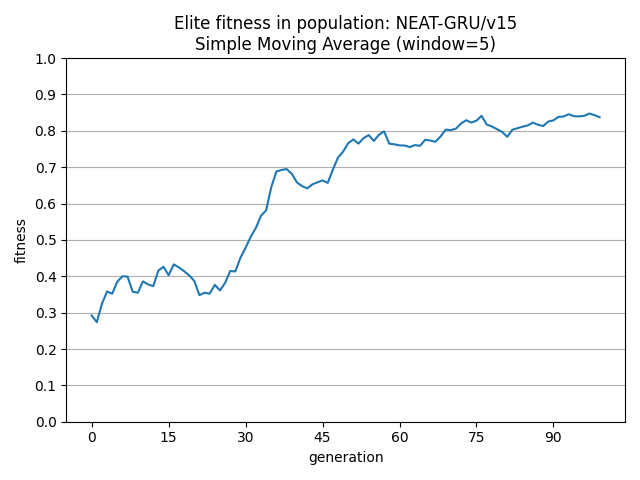 Elite fitness in population: NEAT-GRU/v15
Simple Moving Average (window=5)
1.0
0.9
0.8
0.7
0.6
0.5
0.4
0.3
0.2
0.1
0.0
fitness
0 15 30 45 60 75 90
generation